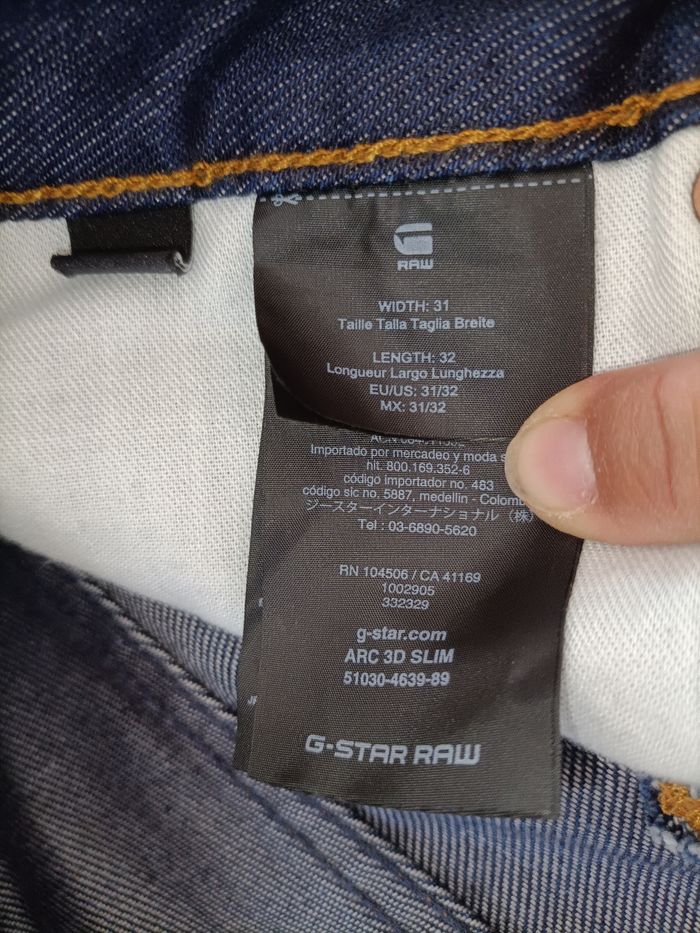 RAW
WIDTH: 31
Taille Talla Taglia Breite
LENGTH: 32
Longueur Largo Lunghezza
EU/US: 31/32
MX: 31/32
Importado por mercadeo y moda
hit. 800.169.352-6
código importador no. 483
código sic no. 5887, medellin -
ジースターインターナショナル（株）
Tel : 03-6890-5620
RN 104506 / CA 41169
1002905
332329
g-star.com
ARC 3D SLIM
51030-4639-89
G-STAR RAW